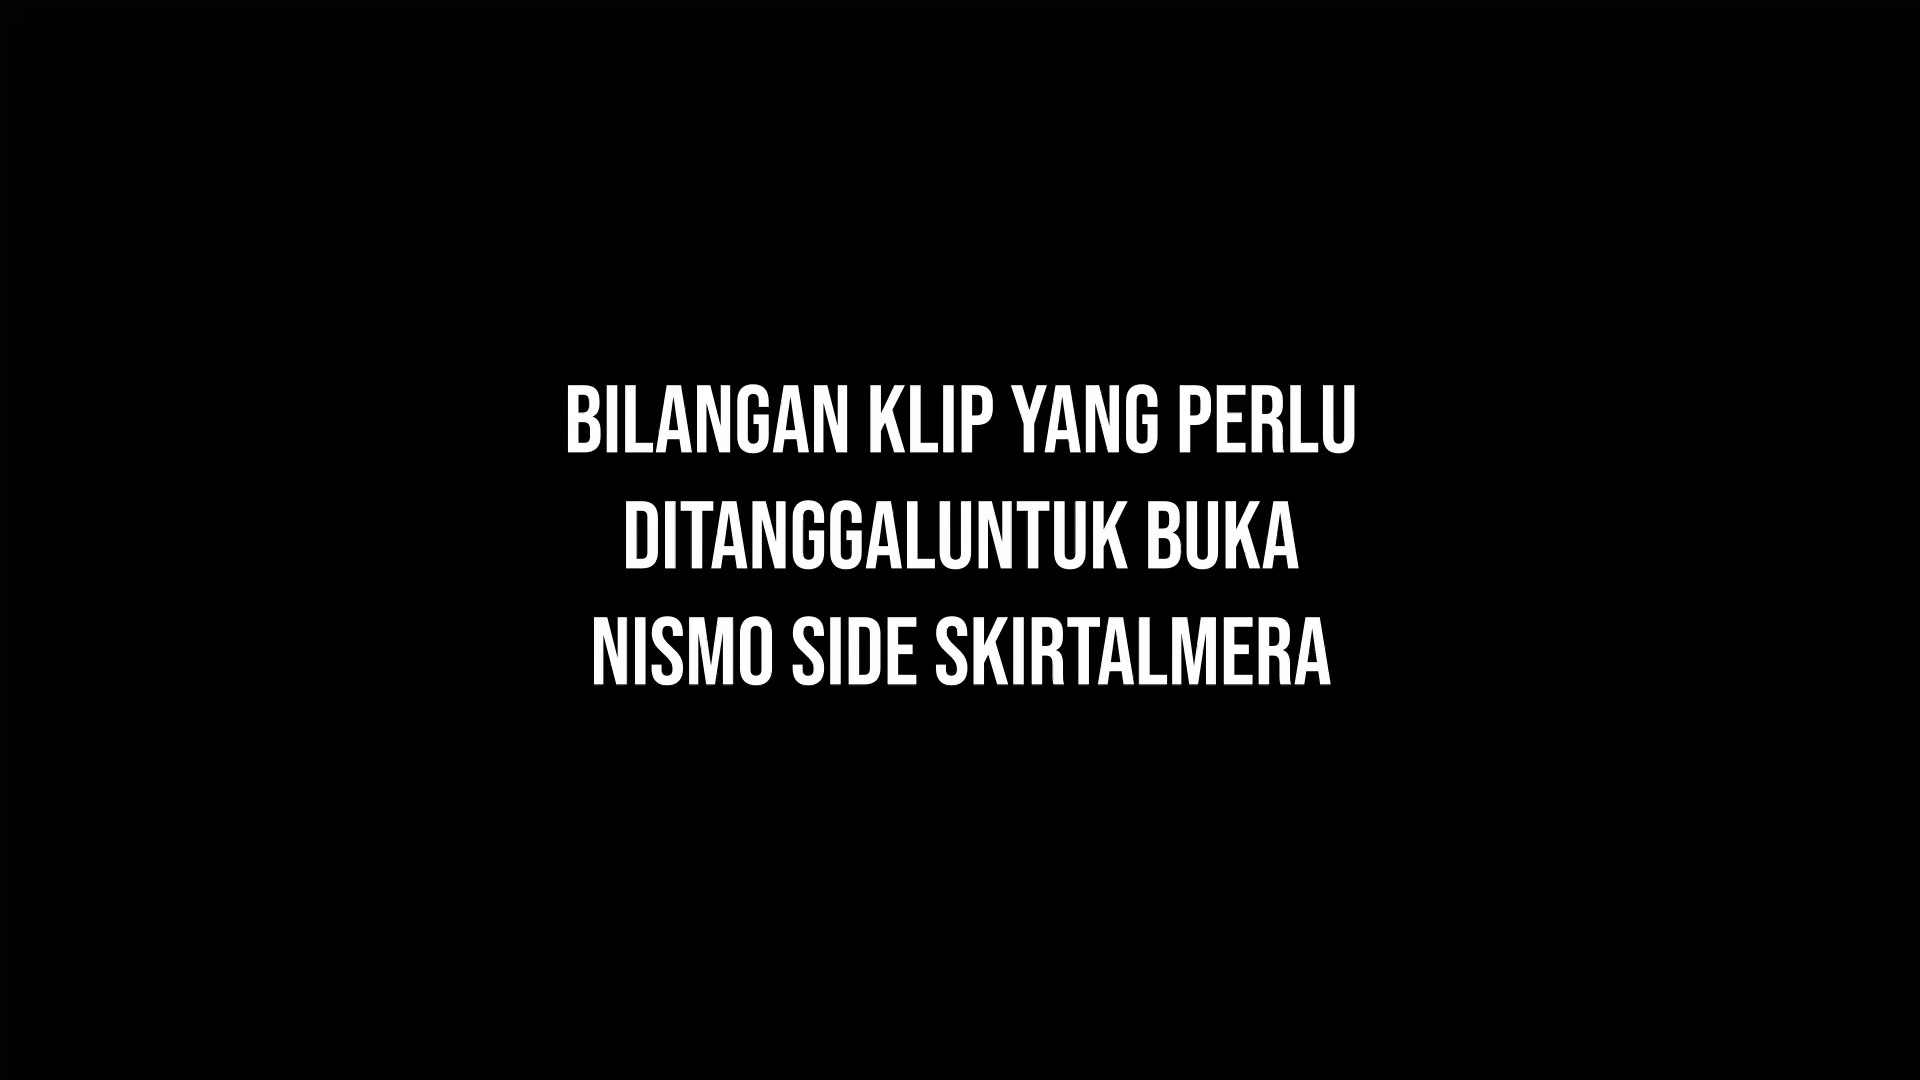 BILANGAN KLIP YANG PERLU
DITANGGALUNTUK BUKA
NISMO SIDE SKIRTALMERA